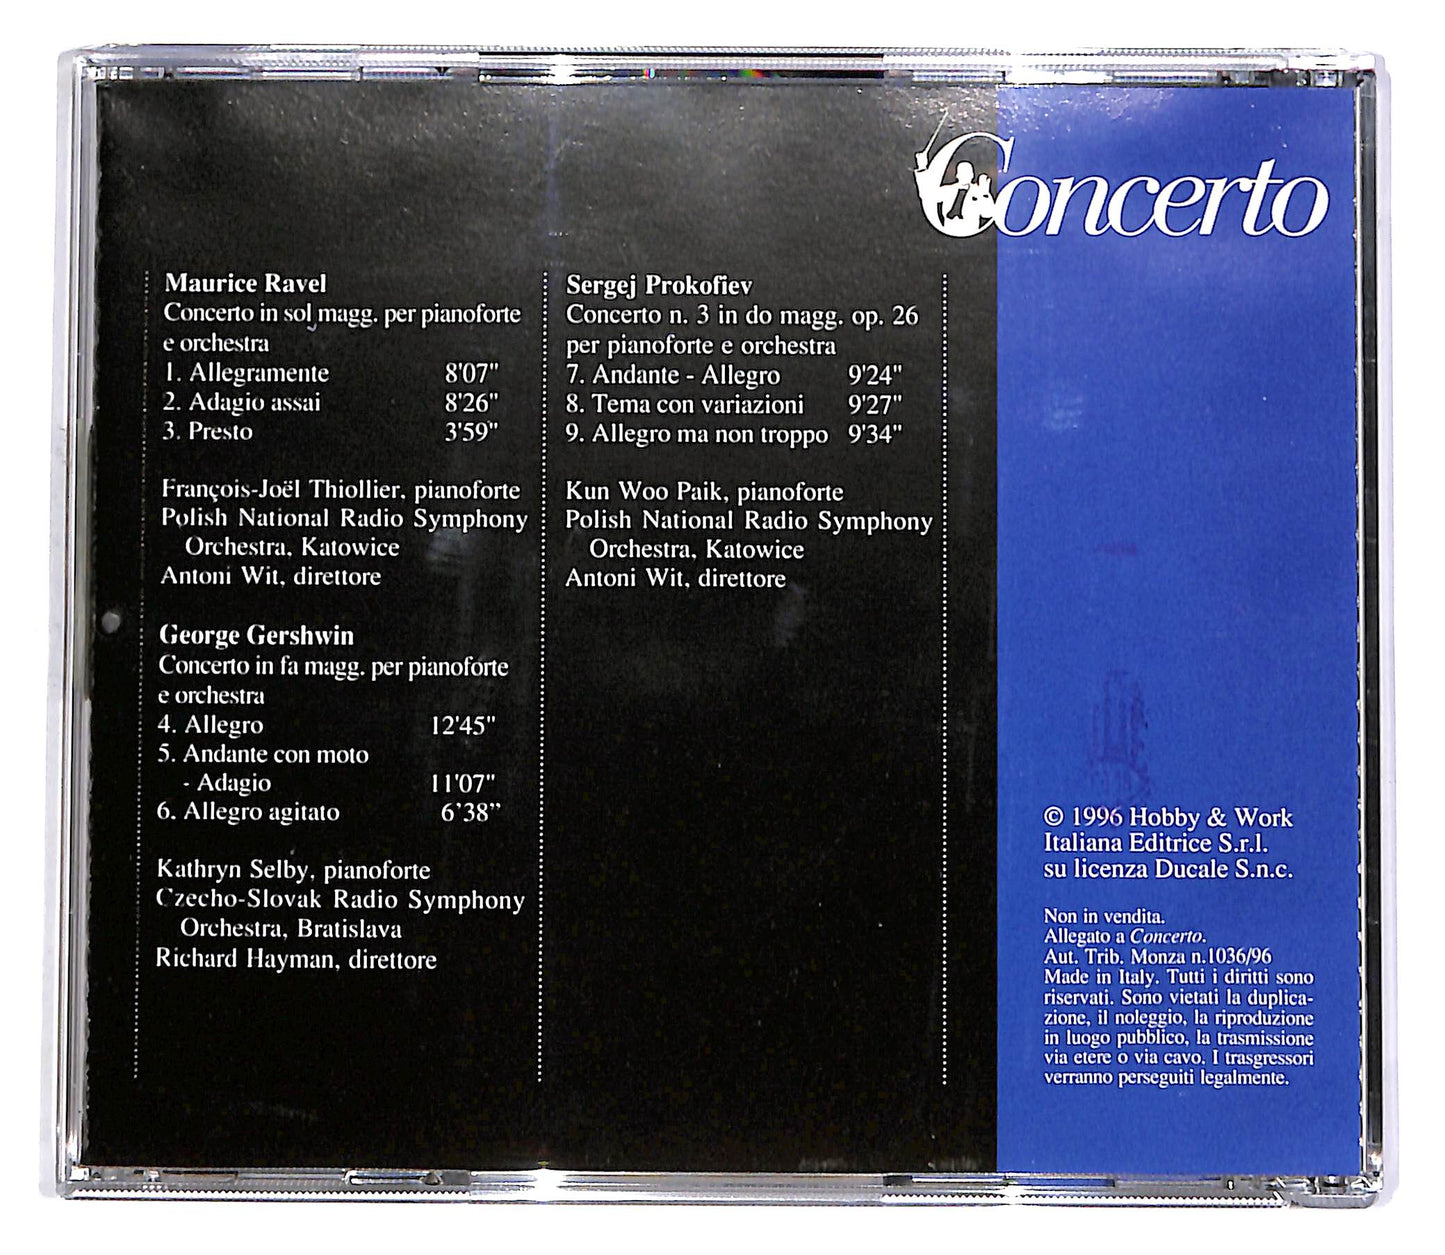 Concerto
Maurice Ravel
Concerto in sol magg. per pianoforte
e orchestra
1. Allegramente 8'07"
2. Adagio assai 8'26"
3. Presto 3'59"
François-Joël Thiollier, pianoforte
Polish National Radio Symphony
Orchestra, Katowice
Antoni Wit, direttore
George Gershwin
Concerto in fa magg. per pianoforte
e orchestra
4. Allegro 12'45"
5. Andante con moto
- Adagio 11'07"
6. Allegro agitato 6'38”
Kathryn Selby, pianoforte
Czecho-Slovak Radio Symphony
Orchestra, Bratislava
Richard Hayman, direttore
Sergej Prokofiev
Concerto n. 3 in do magg. op. 26
per pianoforte e orchestra
7. Andante - Allegro 9'24"
8. Tema con variazioni 9'27"
9. Allegro ma non troppo 9'34"
Kun Woo Paik, pianoforte
Polish National Radio Symphony
Orchestra, Katowice
Antoni Wit, direttore
© 1996 Hobby & Work
Italiana Editrice S.r.l.
su licenza Ducale S.n.c.
Non in vendita.
Allegato a Concerto.
Aut. Trib. Monza n.1036/96
Made in Italy. Tutti i diritti sono
riservati. Sono vietati la duplica-
zione, il noleggio, la riproduzione
in luogo pubblico, la trasmissione
via etere o via cavo. I trasgressori
verranno perseguiti legalmente.